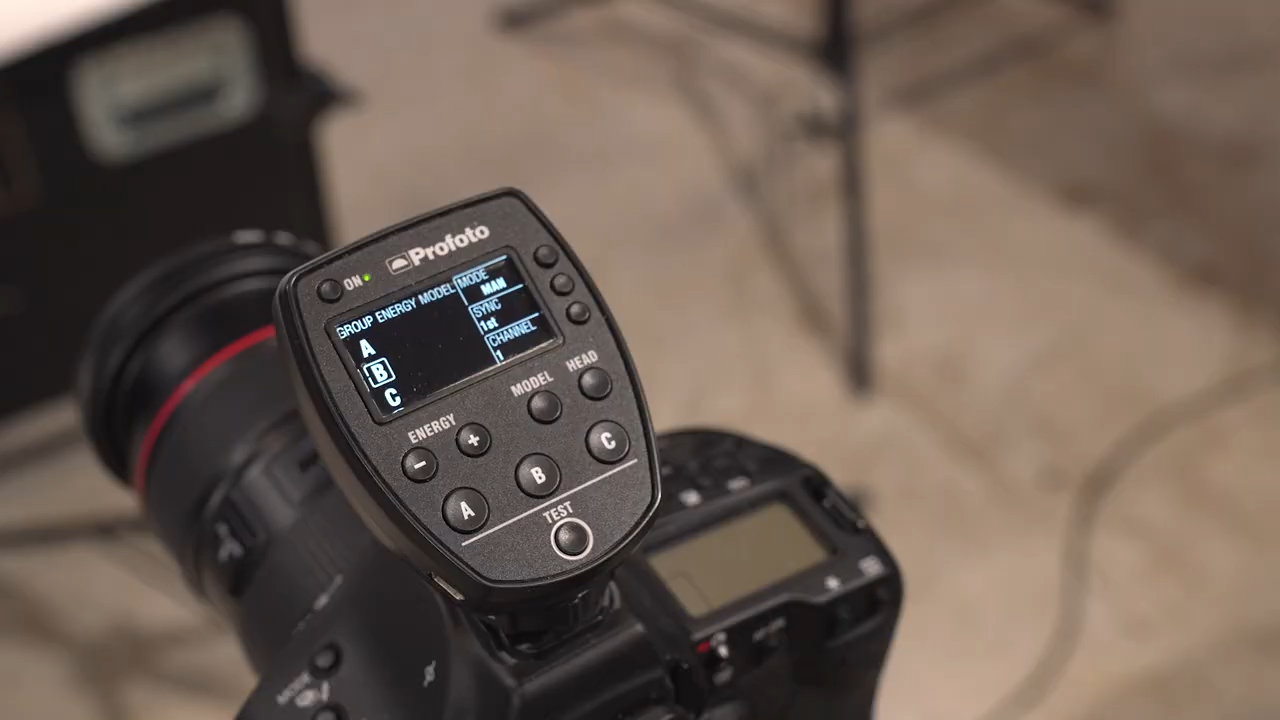 Profoto
ON
GROUP ENERGY MODEL
MODE
MAN
A
SYNC
1st
B
CHANNEL
1
C
HEAD
MODEL
ENERGY
+
-
C
B
A
TEST